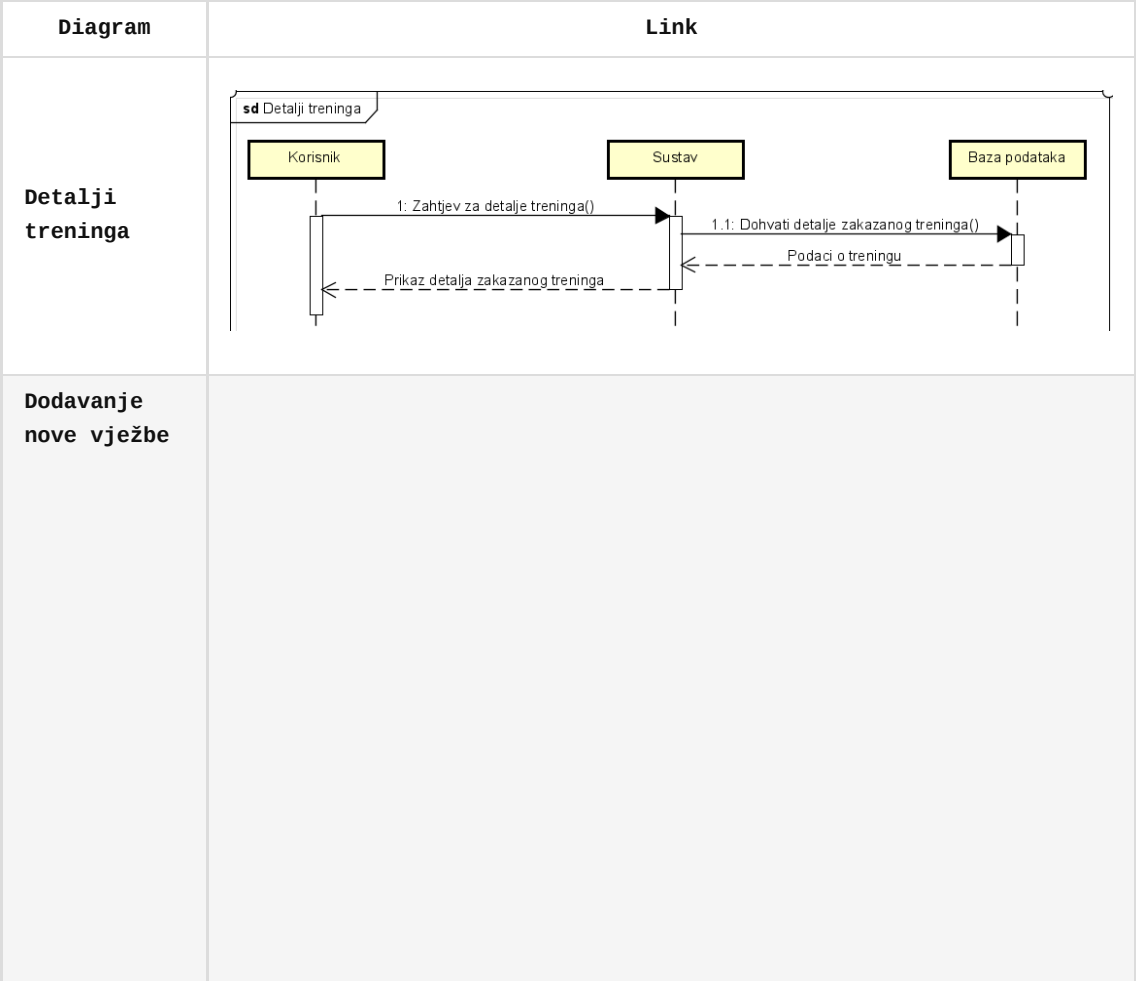 Diagram
Link
Detalji
treninga
sd Detalji treninga
Korisnik
Sustav
Baza podataka
1: Zahtjev za detalje treninga()
1.1: Dohvati detalje zakazanog treninga()
Podaci o treningu
Prikaz detalja zakazanog treninga
Dodavanje
nove vježbe